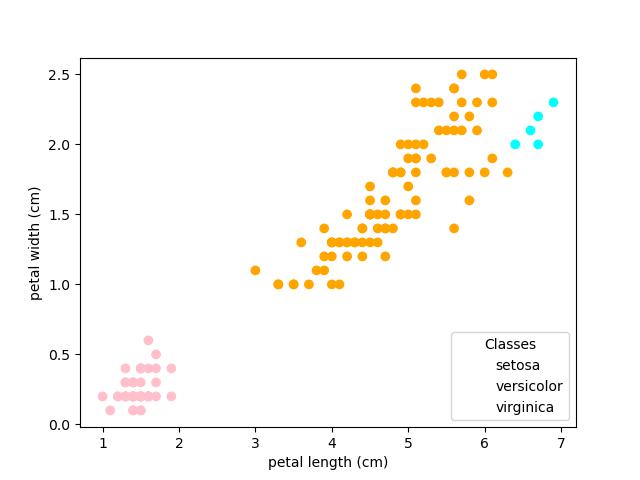 2.5
2.0
1.5
1.0
0.5
0.0
petal width (cm)
Classes
setosa
versicolor
virginica
1 2 3 4 5 6 7
petal length (cm)